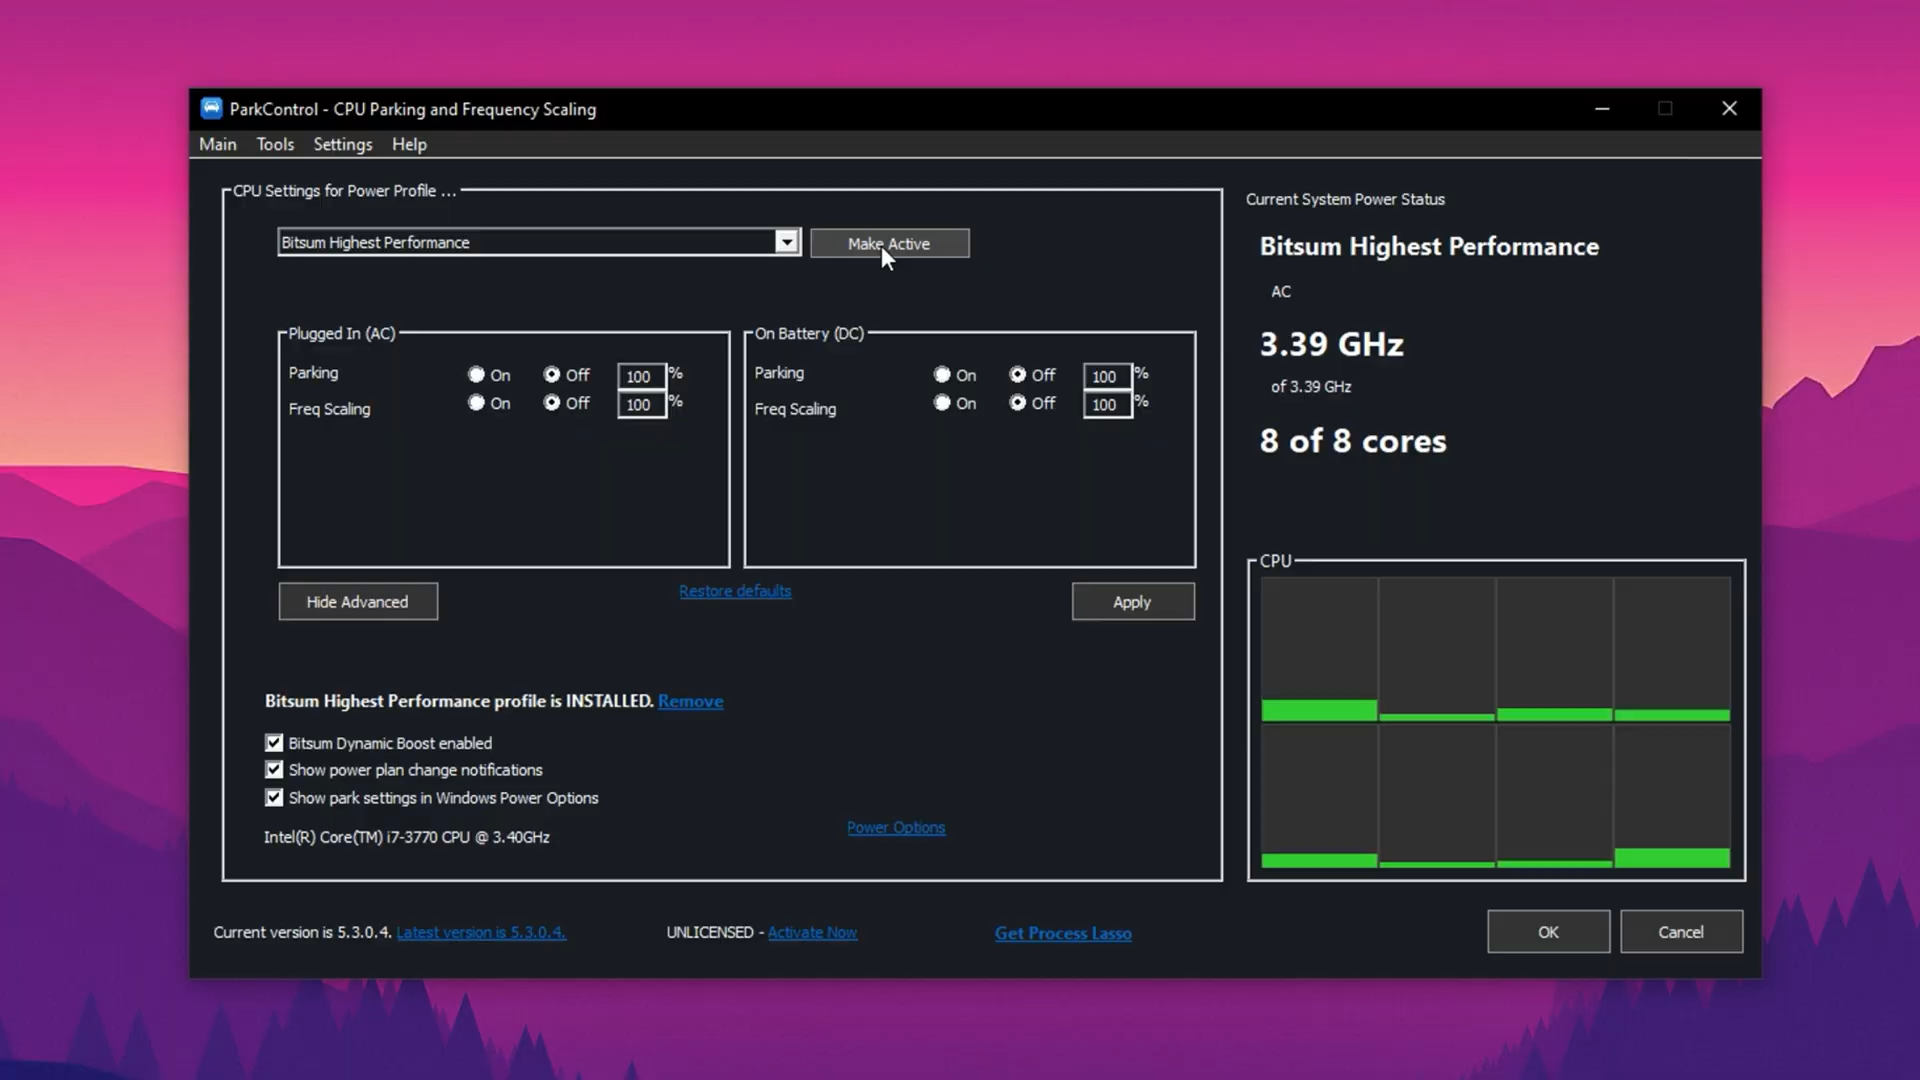 ParkControl - CPU Parking and Frequency Scaling
Main Tools Settings Help
CPU Settings for Power Profile ...
Bitsum Highest Performance
Make Active
Plugged In (AC)
Parking On Off 100 %
Freq Scaling On Off 100 %
On Battery (DC)
Parking On Off 100 %
Freq Scaling On Off 100 %
Hide Advanced
Restore defaults
Apply
Bitsum Highest Performance profile is INSTALLED. Remove
Bitsum Dynamic Boost enabled
Show power plan change notifications
Show park settings in Windows Power Options
Intel(R) Core(TM) i7-3770 CPU @ 3.40GHz
Power Options
Current System Power Status
Bitsum Highest Performance
AC
3.39 GHz
of 3.39 GHz
8 of 8 cores
CPU
Current version is 5.3.0.4. Latest version is 5.3.0.4.
UNLICENSED - Activate Now
Get Process Lasso
OK
Cancel